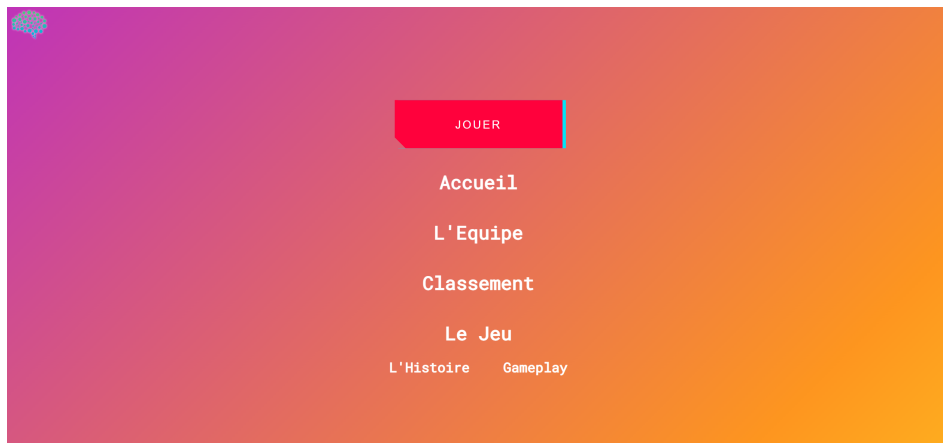 JOUER
Accueil
L'Equipe
Classement
Le Jeu
L'Histoire Gameplay